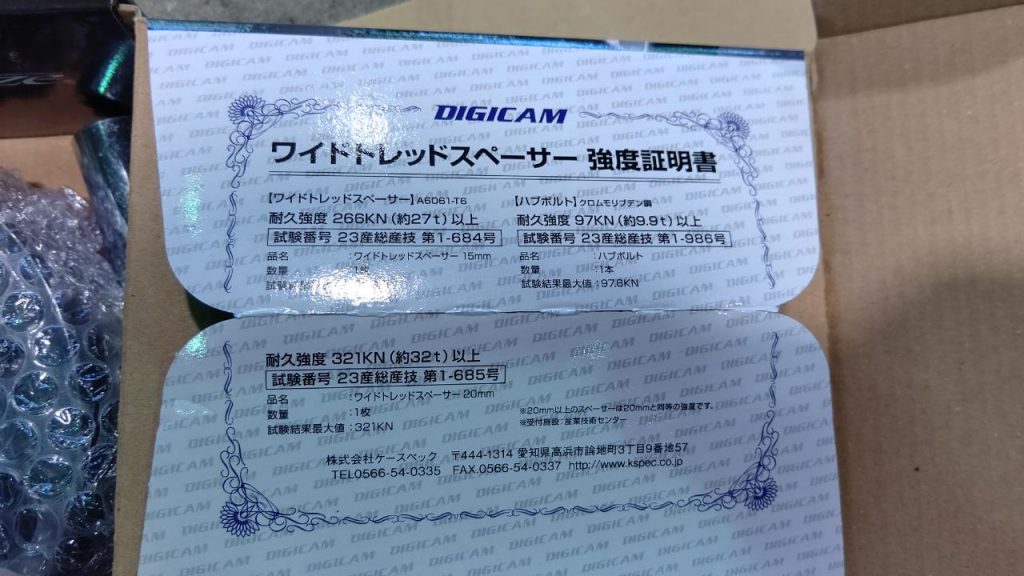 DIGICAM
ワイドトレッドスペーサー 強度証明書
【ワイドトレッドスペーサー】A6061-T6
耐久強度 266KN (約27t) 以上
試験番号 23産総産技 第1-684号
品名 : ワイドトレッドスペーサー 15mm
数量 : 1枚
試験結果
【ハブボルト】クロムモリブデン鋼
耐久強度 97KN (約9.9t) 以上
試験番号 23産総産技 第1-986号
品名 : ハブボルト
数量 : 1本
試験結果最大値 : 97.8KN
耐久強度 321KN (約32t) 以上
試験番号 23産総産技 第1-685号
品名 : ワイドトレッドスペーサー 20mm
数量 : 1枚
試験結果最大値 : 321KN
※20mm以上のスペーサーは20mmと同等の強度です。
※受付施設 : 産業技術センター
株式会社ケースペック 〒444-1314 愛知県高浜市論地町3丁目9番地57
TEL.0566-54-0335 FAX.0566-54-0337 http://www.kspec.co.jp